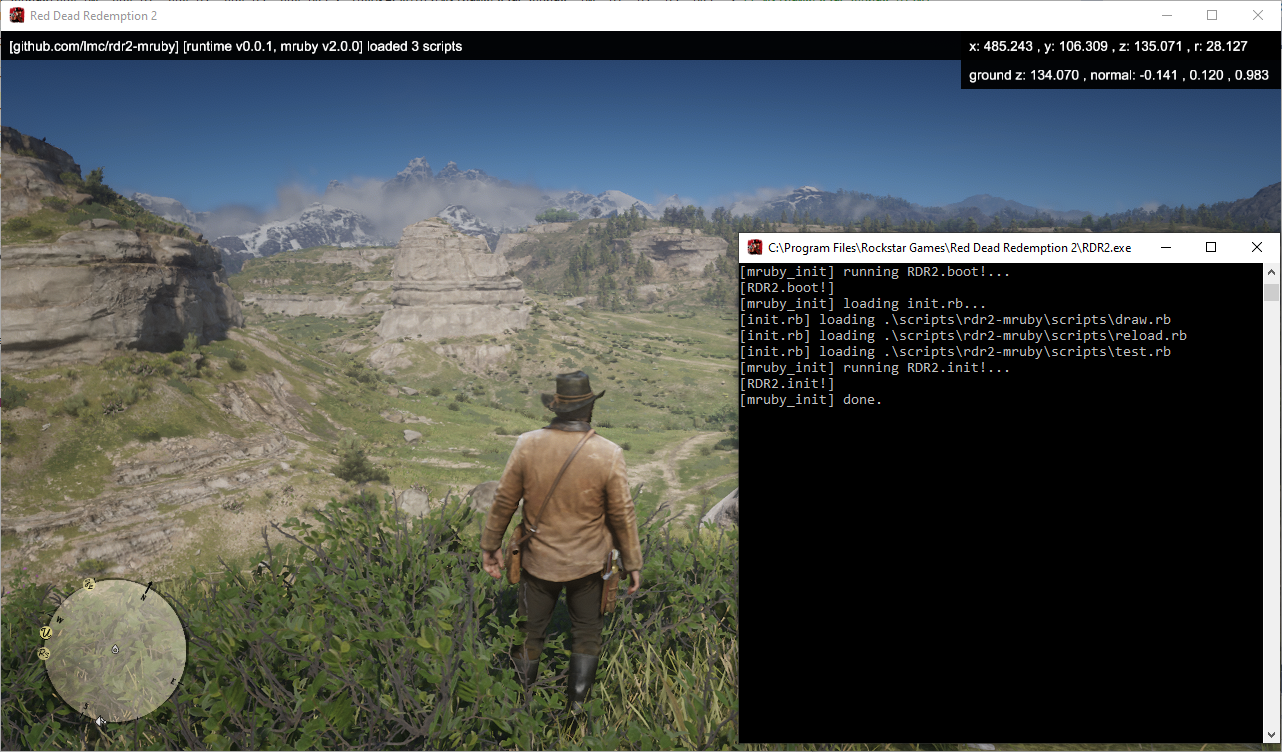 Red Dead Redemption 2
[github.com/lmc/rdr2-mruby] [runtime v0.0.1, mruby v2.0.0] loaded 3 scripts
x: 485.243 , y: 106.309 , z: 135.071 , r: 28.127
ground z: 134.070 , normal: -0.141 , 0.120 , 0.983
C:\Program Files\Rockstar Games\Red Dead Redemption 2\RDR2.exe
[mruby_init] running RDR2.boot!...
[RDR2.boot!]
[mruby_init] loading init.rb...
[init.rb] loading .\scripts\rdr2-mruby\scripts\draw.rb
[init.rb] loading .\scripts\rdr2-mruby\scripts\reload.rb
[init.rb] loading .\scripts\rdr2-mruby\scripts\test.rb
[mruby_init] running RDR2.init!...
[RDR2.init!]
[mruby_init] done.
N
W
U
RS
E
S